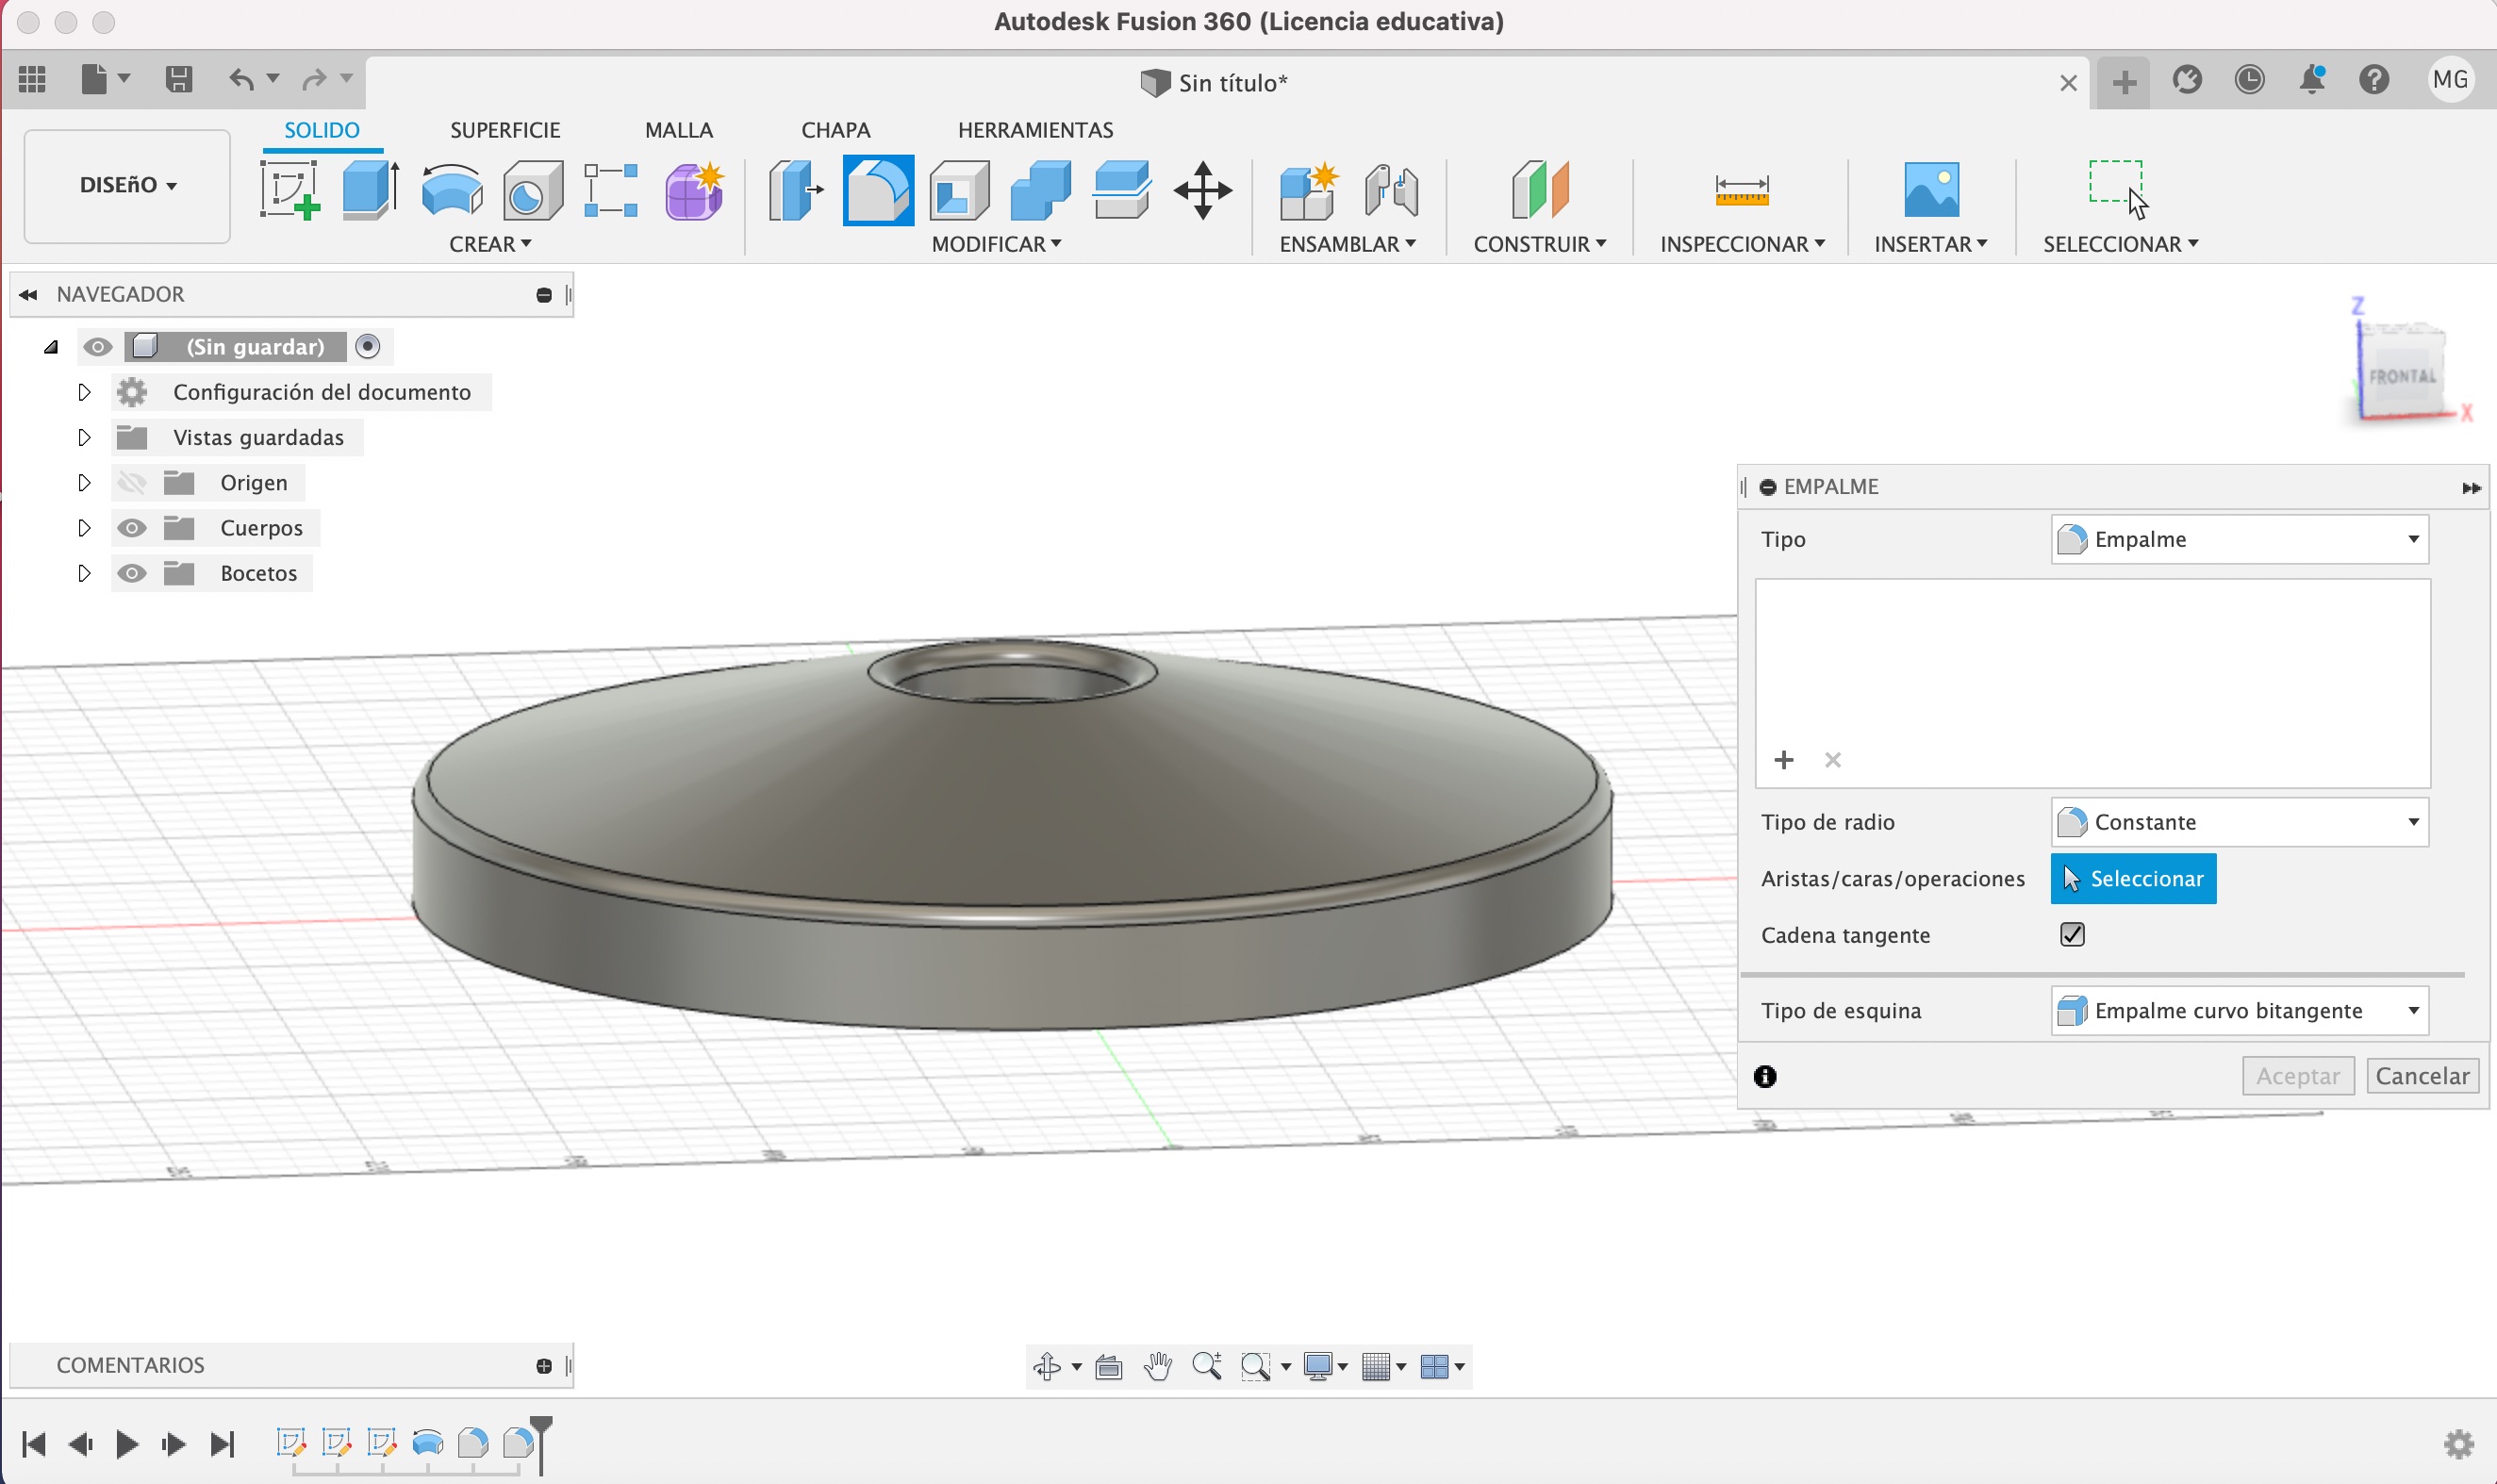 Autodesk Fusion 360 (Licencia educativa)
Sin título*
MG
DISEñO
SOLIDO
SUPERFICIE
MALLA
CHAPA
HERRAMIENTAS
CREAR
MODIFICAR
ENSAMBLAR
CONSTRUIR
INSPECCIONAR
INSERTAR
SELECCIONAR
NAVEGADOR
(Sin guardar)
Configuración del documento
Vistas guardadas
Origen
Cuerpos
Bocetos
Z
FRONTAL
X
EMPALME
Tipo Empalme
Tipo de radio Constante
Aristas/caras/operaciones Seleccionar
Cadena tangente
Tipo de esquina Empalme curvo bitangente
Aceptar Cancelar
COMENTARIOS